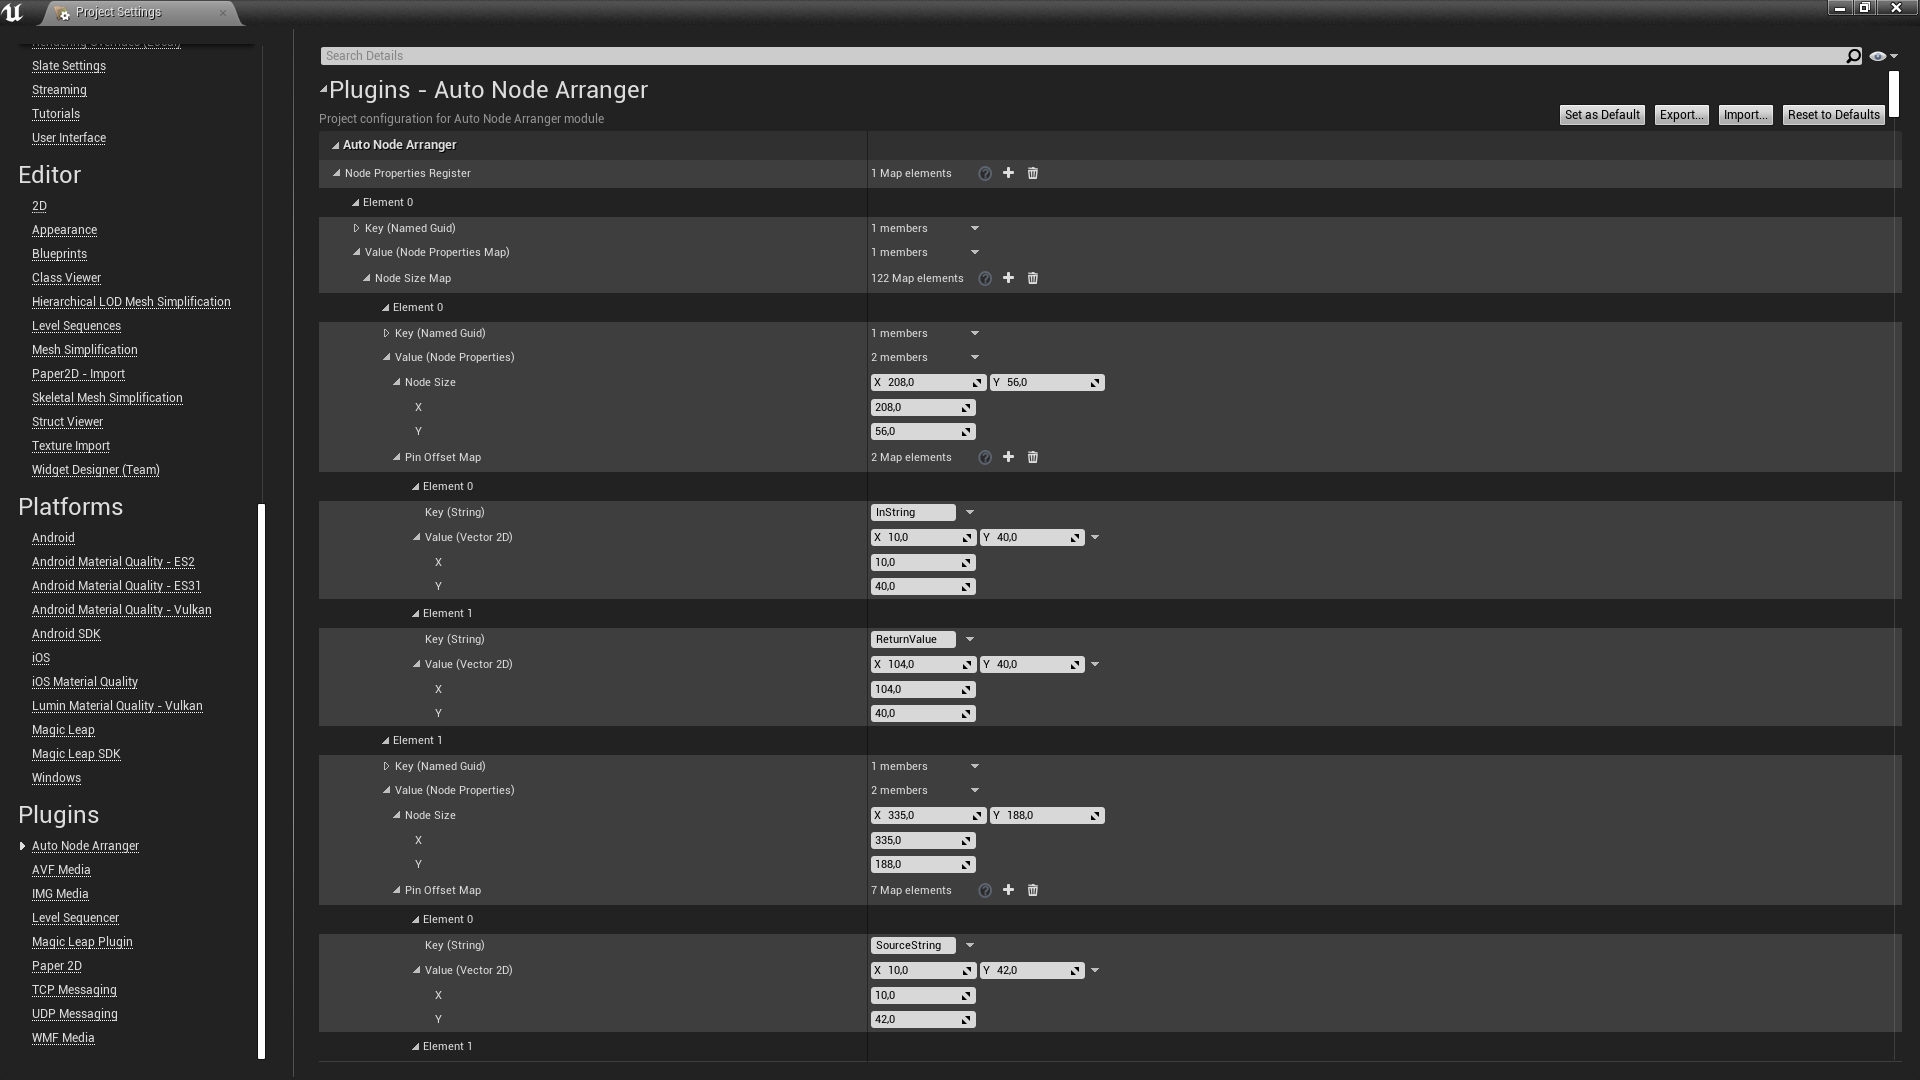 Project Settings
Rendering Overrides (Local)
Slate Settings
Streaming
Tutorials
User Interface
Editor
2D
Appearance
Blueprints
Class Viewer
Hierarchical LOD Mesh Simplification
Level Sequences
Mesh Simplification
Paper2D - Import
Skeletal Mesh Simplification
Struct Viewer
Texture Import
Widget Designer (Team)
Platforms
Android
Android Material Quality - ES2
Android Material Quality - ES31
Android Material Quality - Vulkan
Android SDK
iOS
iOS Material Quality
Lumin Material Quality - Vulkan
Magic Leap
Magic Leap SDK
Windows
Plugins
Auto Node Arranger
AVF Media
IMG Media
Level Sequencer
Magic Leap Plugin
Paper 2D
TCP Messaging
UDP Messaging
WMF Media
Search Details
Plugins - Auto Node Arranger
Project configuration for Auto Node Arranger module
Set as Default Export... Import... Reset to Defaults
Auto Node Arranger
Node Properties Register 1 Map elements
Element 0
Key (Named Guid) 1 members
Value (Node Properties Map) 1 members
Node Size Map 122 Map elements
Element 0
Key (Named Guid) 1 members
Value (Node Properties) 2 members
Node Size X 208,0 Y 56,0
X 208,0
Y 56,0
Pin Offset Map 2 Map elements
Element 0
Key (String) InString
Value (Vector 2D) X 10,0 Y 40,0
X 10,0
Y 40,0
Element 1
Key (String) ReturnValue
Value (Vector 2D) X 104,0 Y 40,0
X 104,0
Y 40,0
Element 1
Key (Named Guid) 1 members
Value (Node Properties) 2 members
Node Size X 335,0 Y 188,0
X 335,0
Y 188,0
Pin Offset Map 7 Map elements
Element 0
Key (String) SourceString
Value (Vector 2D) X 10,0 Y 42,0
X 10,0
Y 42,0
Element 1